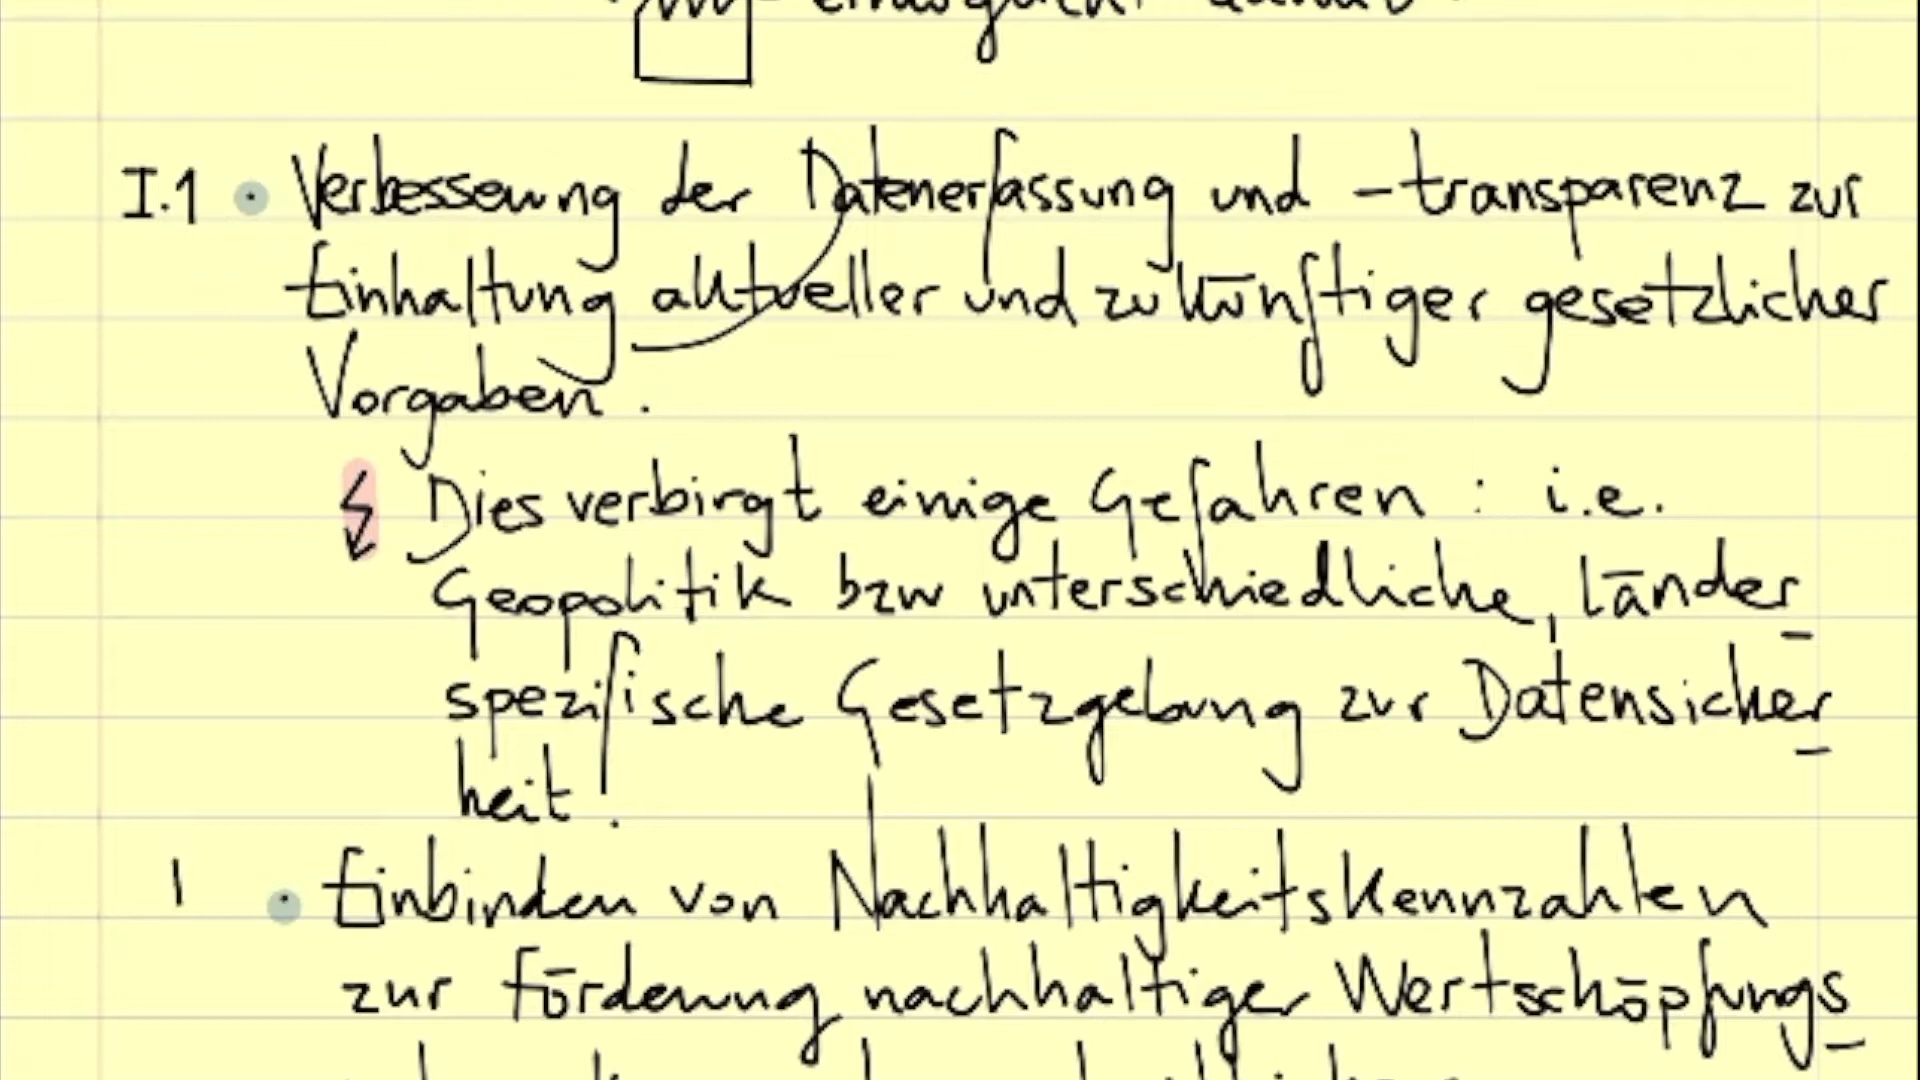 I.1 • Verbesserung der Datenerfassung und -transparenz zur
Einhaltung aktueller und zukünftiger gesetzlicher
Vorgaben.
Dies verbirgt einige Gefahren : i.e.
Geopolitik bzw unterschiedliche, länder-
spezifische Gesetzgebung zur Datensicher-
heit!
I • Einbinden von Nachhaltigkeitskennzahlen
zur Förderung nachhaltiger Wertschöpfungs-